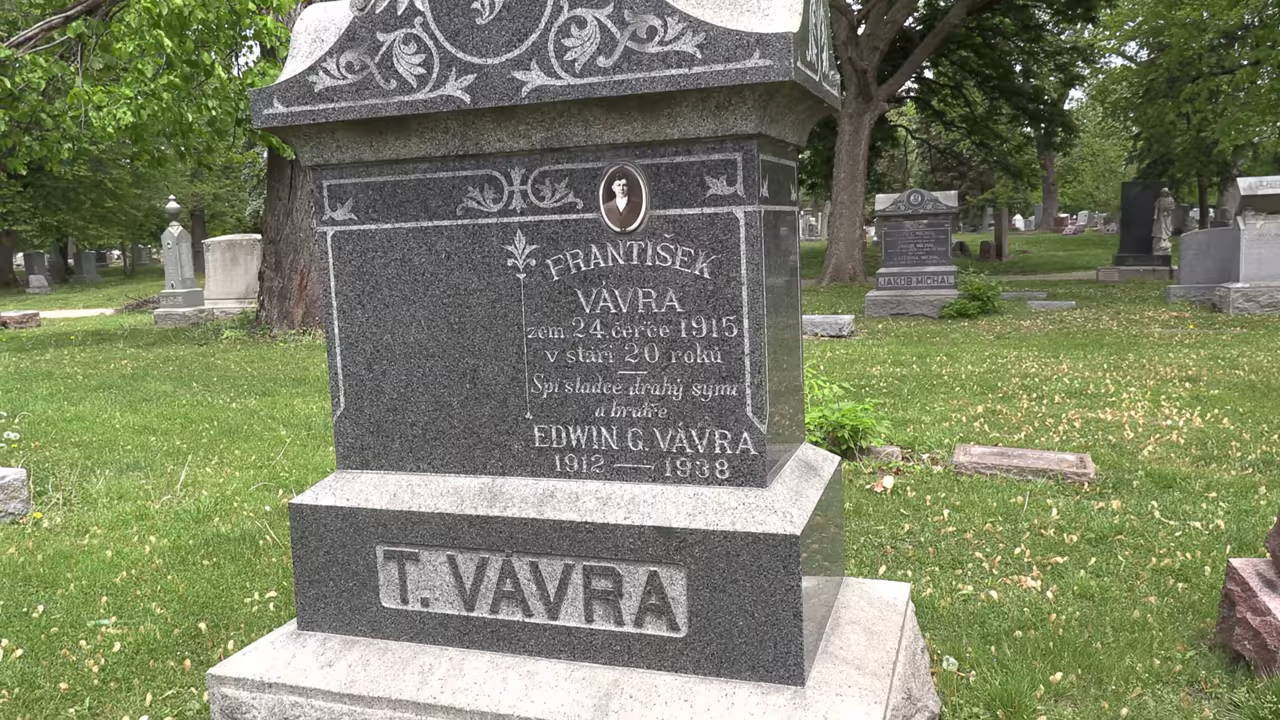 FRANTIŠEK
VÁVRA
zem. 24. čerce 1915
v stáří 20 roků
Spi sladce drahý synu
a bratře
EDWIN G. VÁVRA
1912 — 1938
T. VÁVRA
JAKUB MICHAL